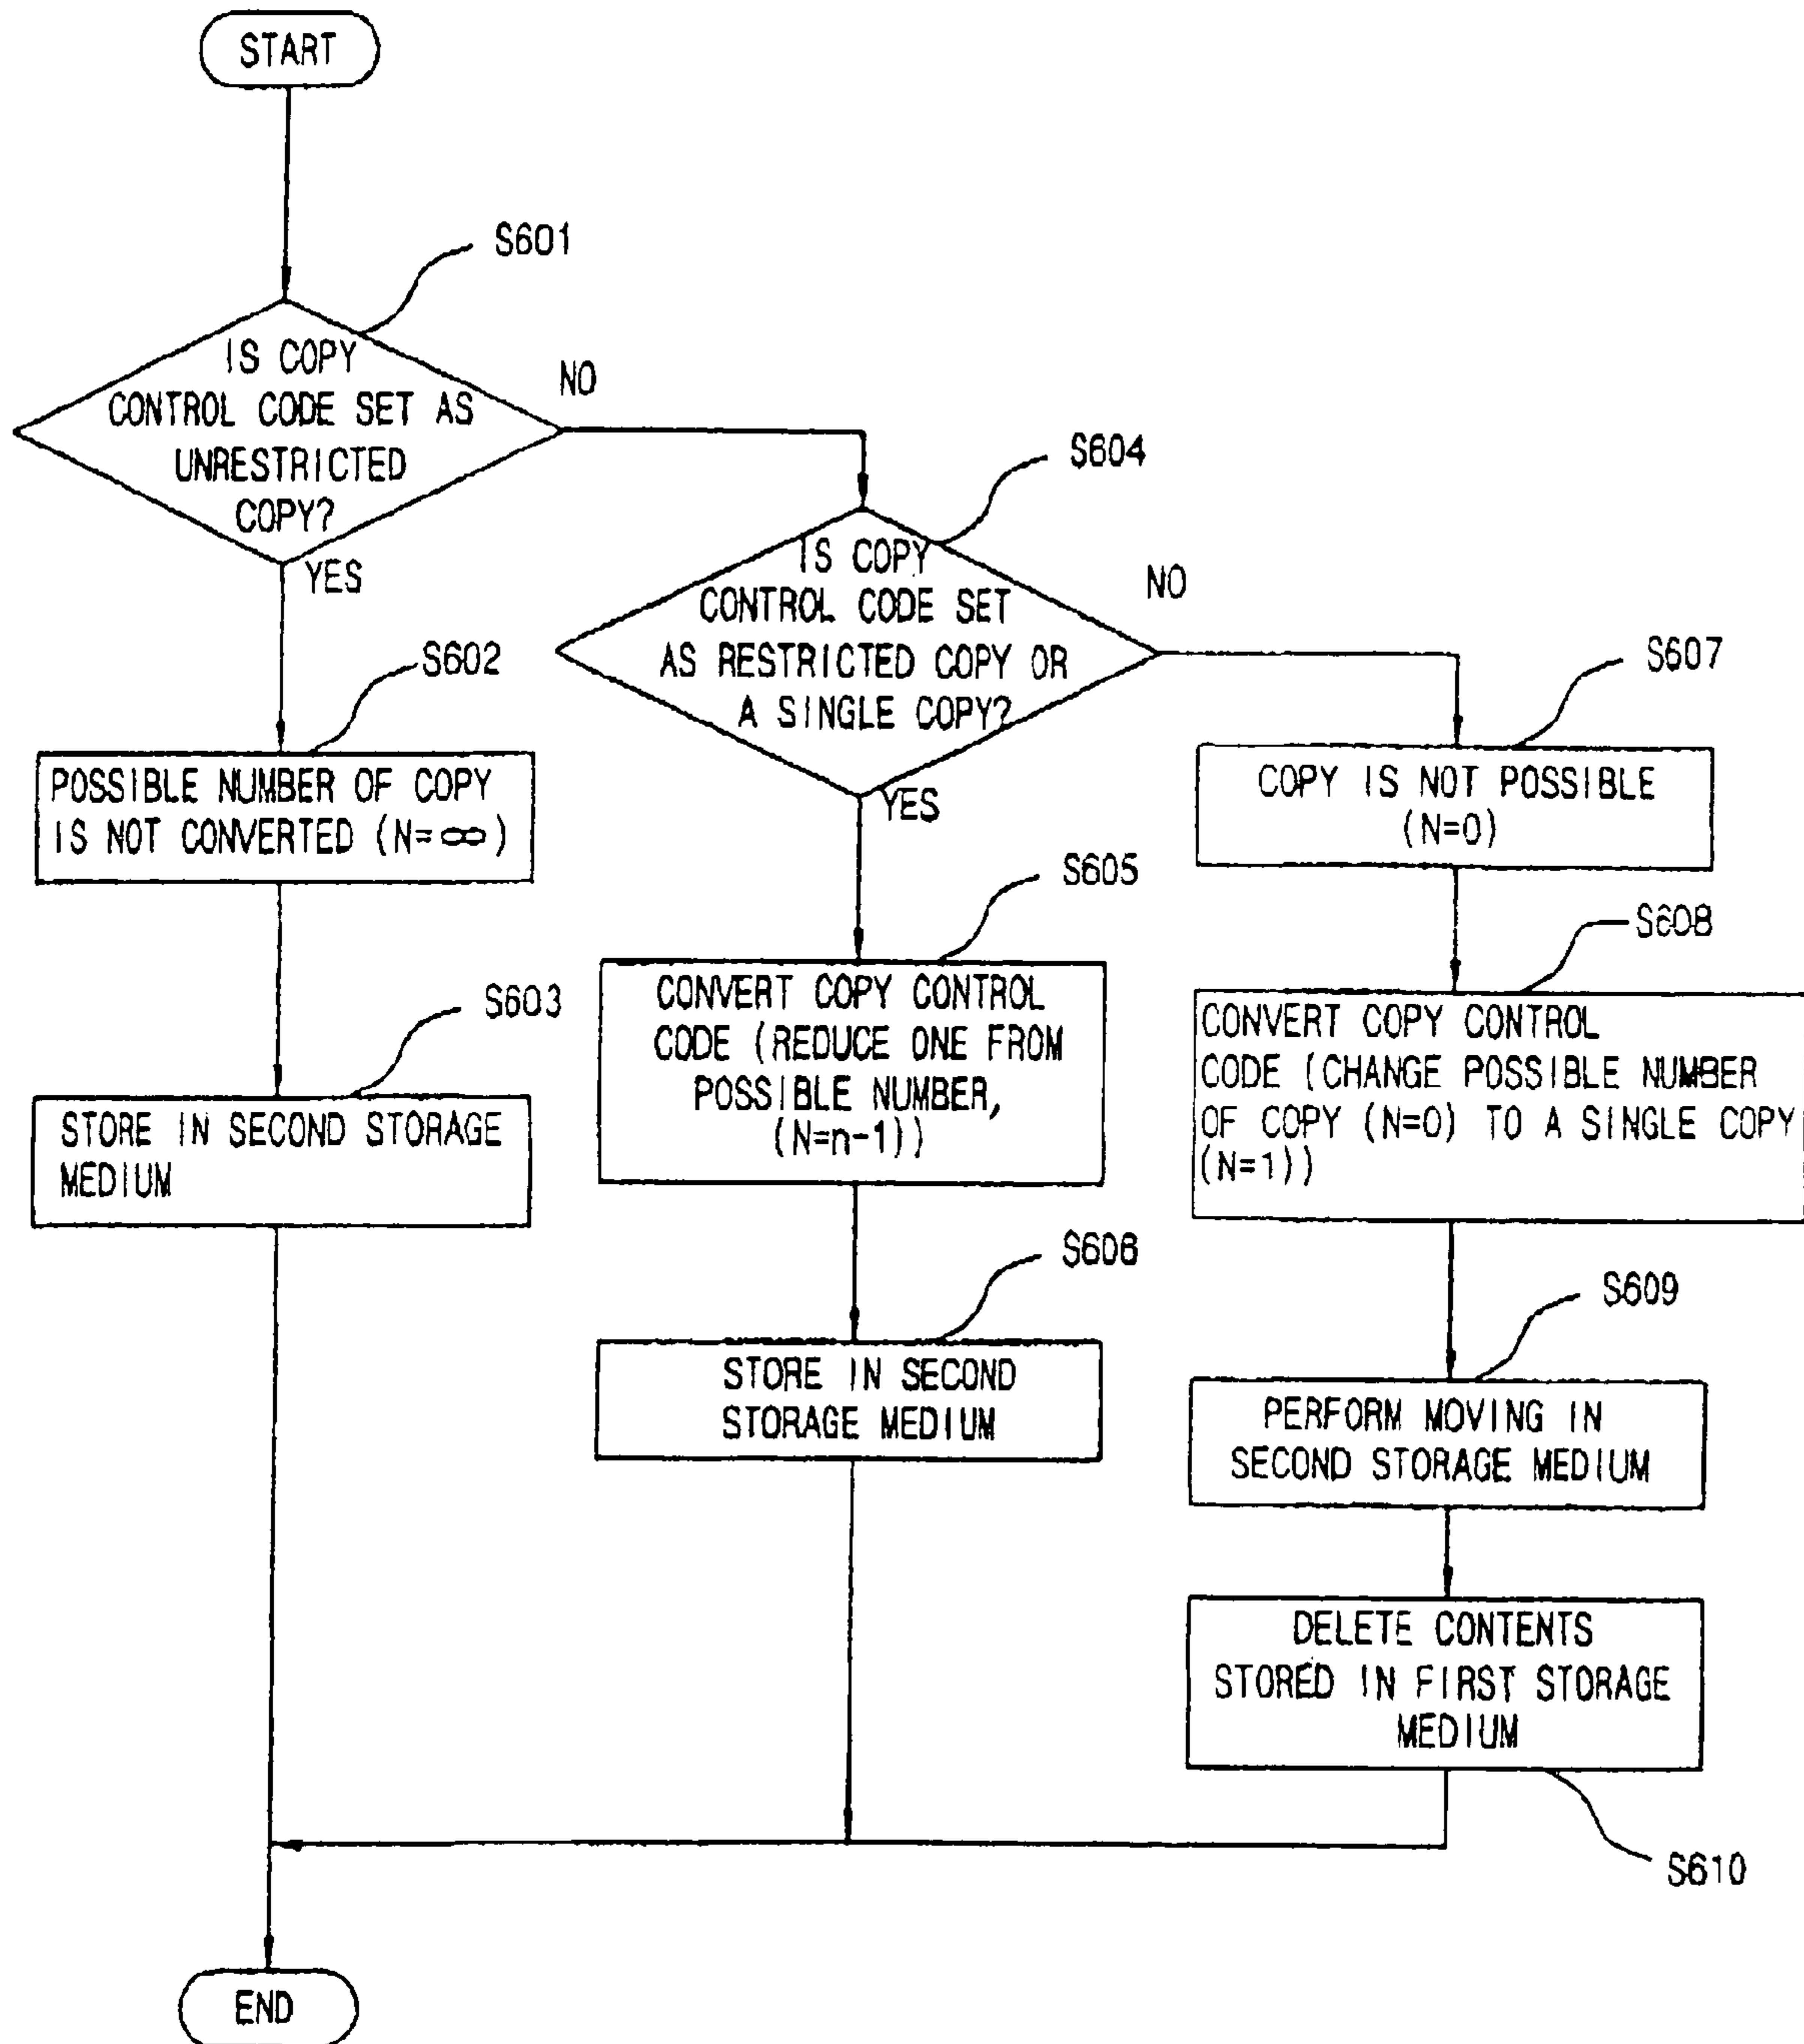 START
S601
IS COPY
CONTROL CODE SET AS
UNRESTRICTED
COPY?
NO
YES
S604
IS COPY
CONTROL CODE SET
AS RESTRICTED COPY OR
A SINGLE COPY?
NO
YES
S602
POSSIBLE NUMBER OF COPY
IS NOT CONVERTED (N=∞)
S607
COPY IS NOT POSSIBLE
(N=0)
S605
CONVERT COPY CONTROL
CODE (REDUCE ONE FROM
POSSIBLE NUMBER,
(N=n-1))
S608
CONVERT COPY CONTROL
CODE (CHANGE POSSIBLE NUMBER
OF COPY (N=0) TO A SINGLE COPY
(N=1))
S603
STORE IN SECOND STORAGE
MEDIUM
S606
STORE IN SECOND
STORAGE MEDIUM
S609
PERFORM MOVING IN
SECOND STORAGE MEDIUM
DELETE CONTENTS
STORED IN FIRST STORAGE
MEDIUM
S610
END